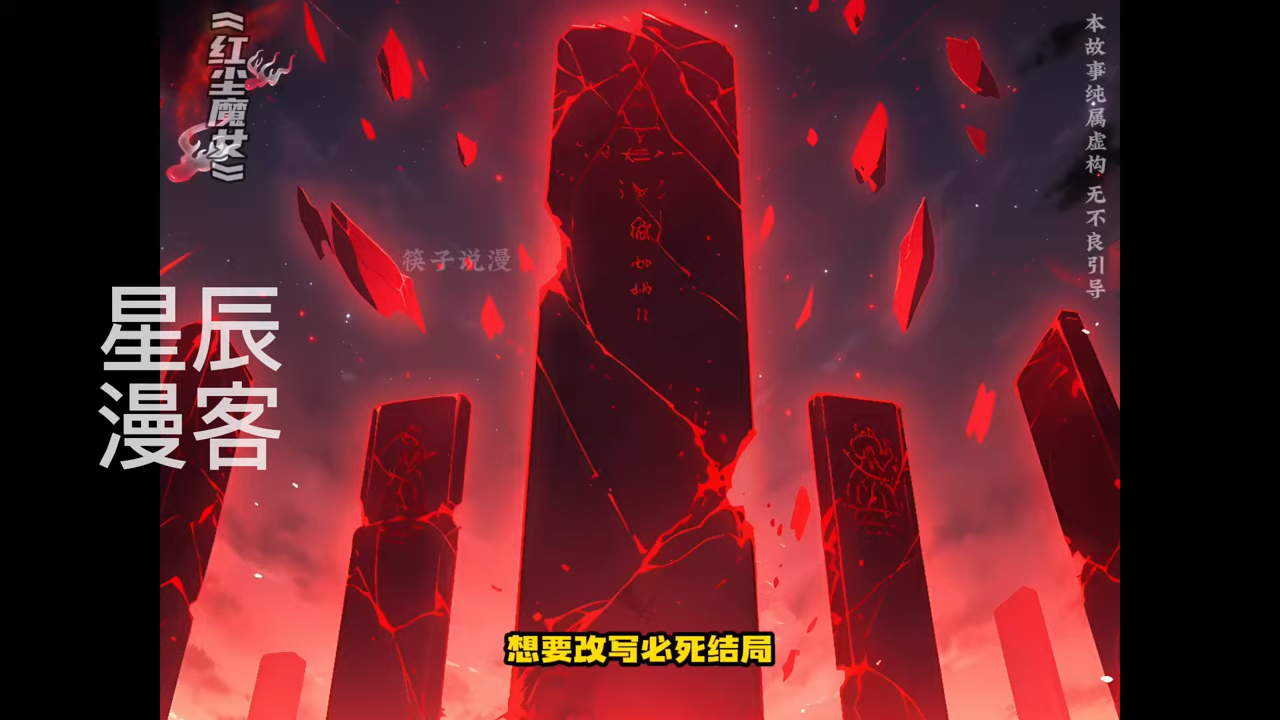 《红尘魔女》
本故事纯属虚构 无不良引导
筷子说漫
星辰
漫客
想要改写必死结局